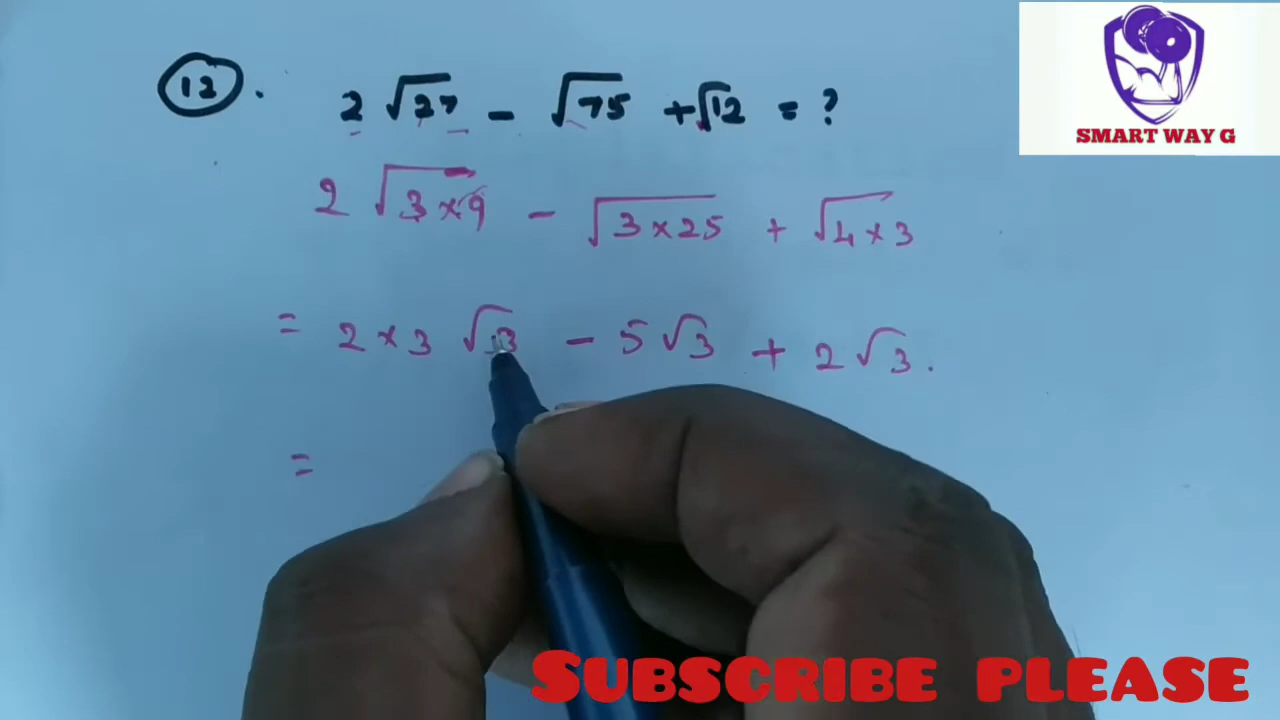 12. 2√27 - √75 + √12 = ?
SMART WAY G
2√3×9 - √3×25 + √4×3
= 2×3√3 - 5√3 + 2√3.
=
SUBSCRIBE PLEASE